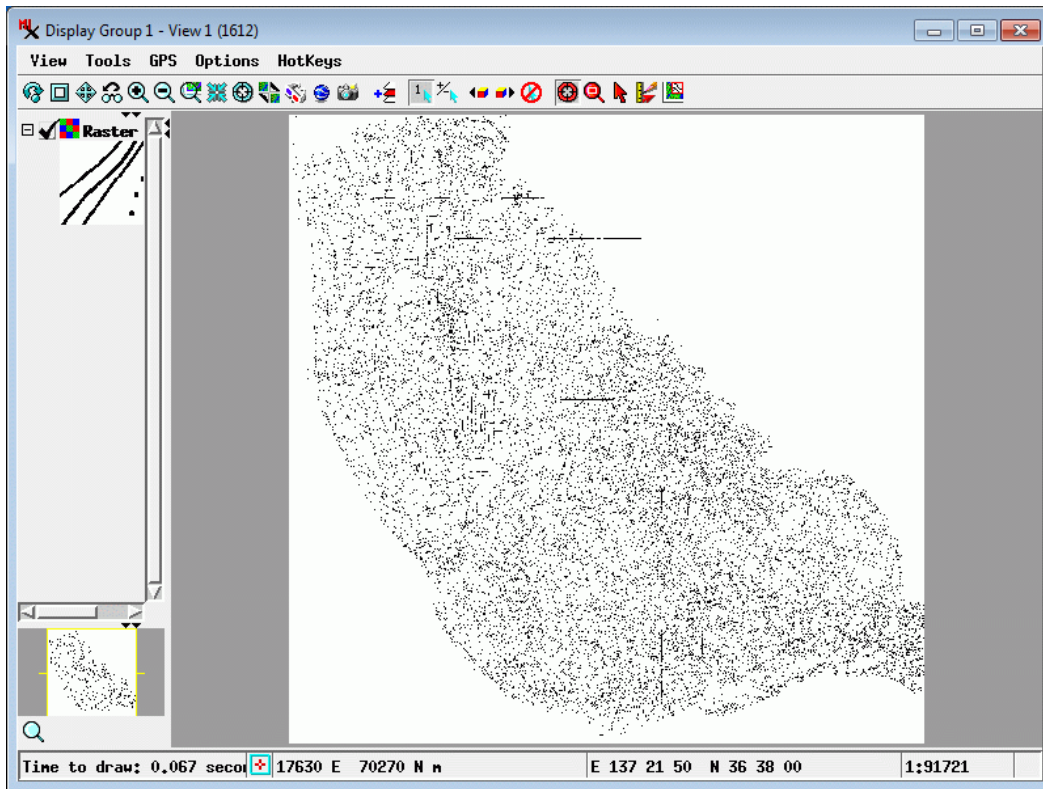 Display Group 1 - View 1 (1612)
View Tools GPS Options HotKeys
Raster
Time to draw: 0.067 secon 17630 E 70270 N m E 137 21 50 N 36 38 00 1:91721